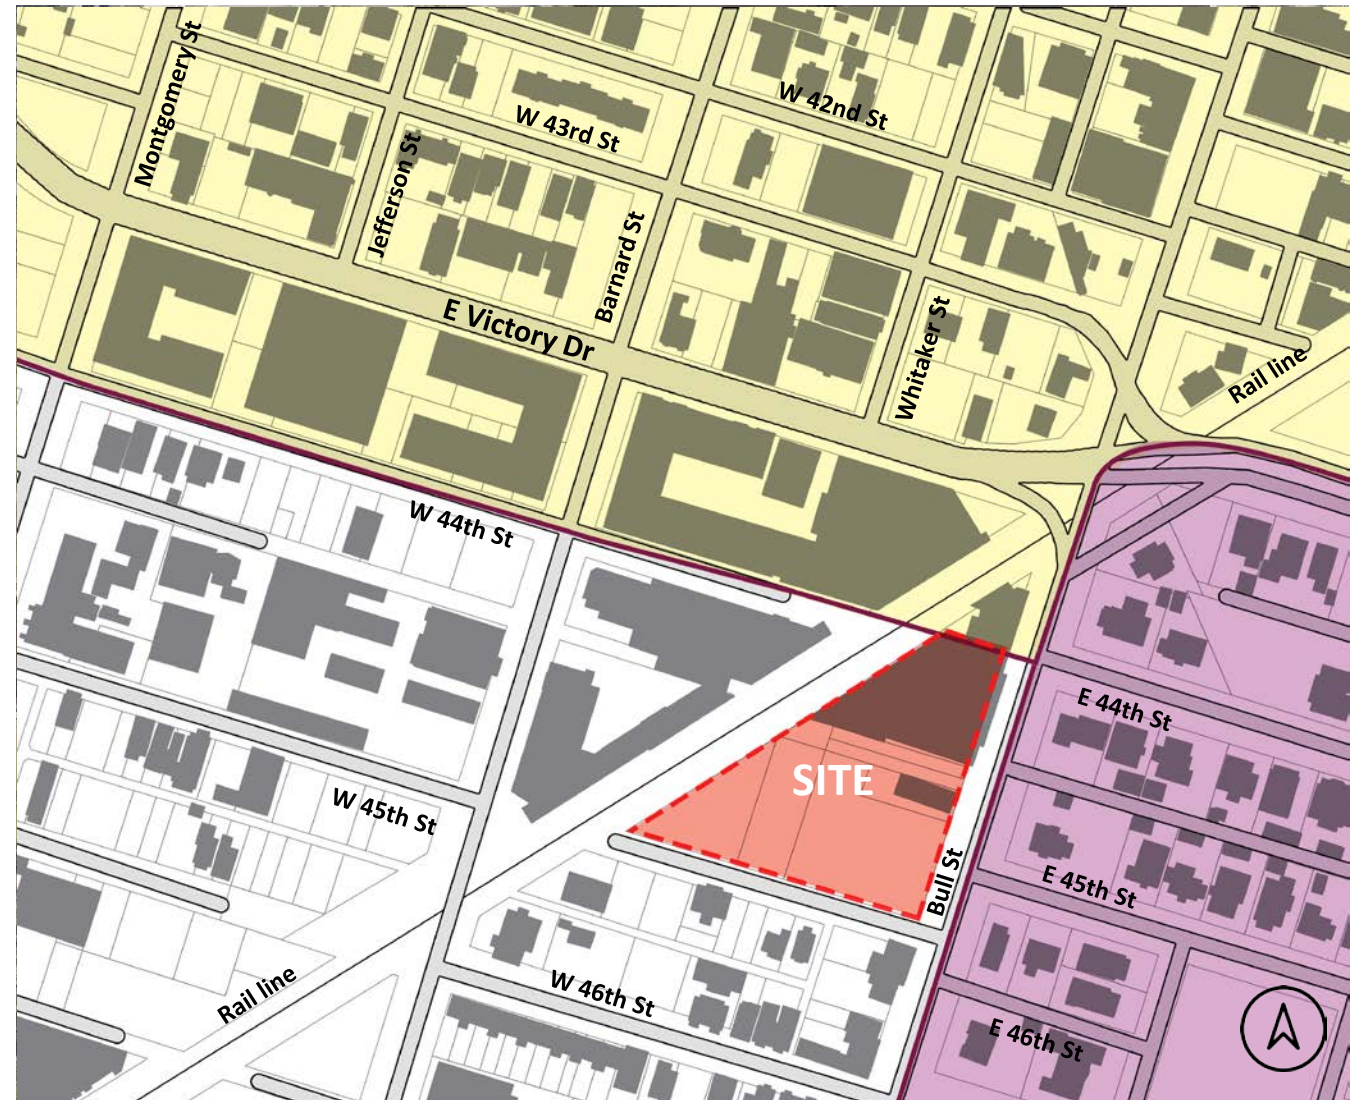 Montgomery St
W 42nd St
W 43rd St
Jefferson St
Barnard St
E Victory Dr
Whitaker St
Rail line
W 44th St
E 44th St
SITE
W 45th St
Bull St
E 45th St
W 46th St
Rail line
E 46th St